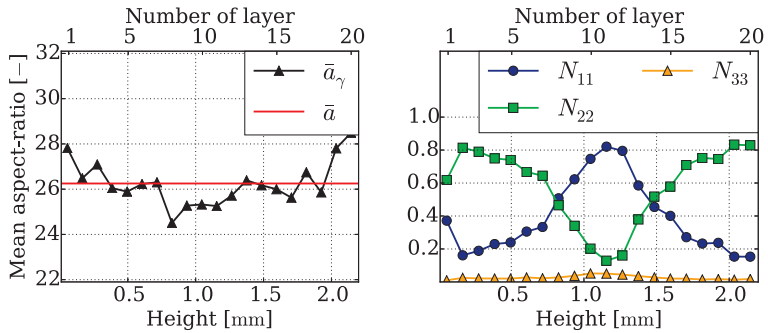 Number of layer
1 5 10 15 20
32
30
28
26
24
22
Mean aspect-ratio [−]
ā_γ
ā
0.5 1.0 1.5 2.0
Height [mm]
Number of layer
1 5 10 15 20
N_11 N_33
N_22
1.0
0.8
0.6
0.4
0.2
0.5 1.0 1.5 2.0
Height [mm]